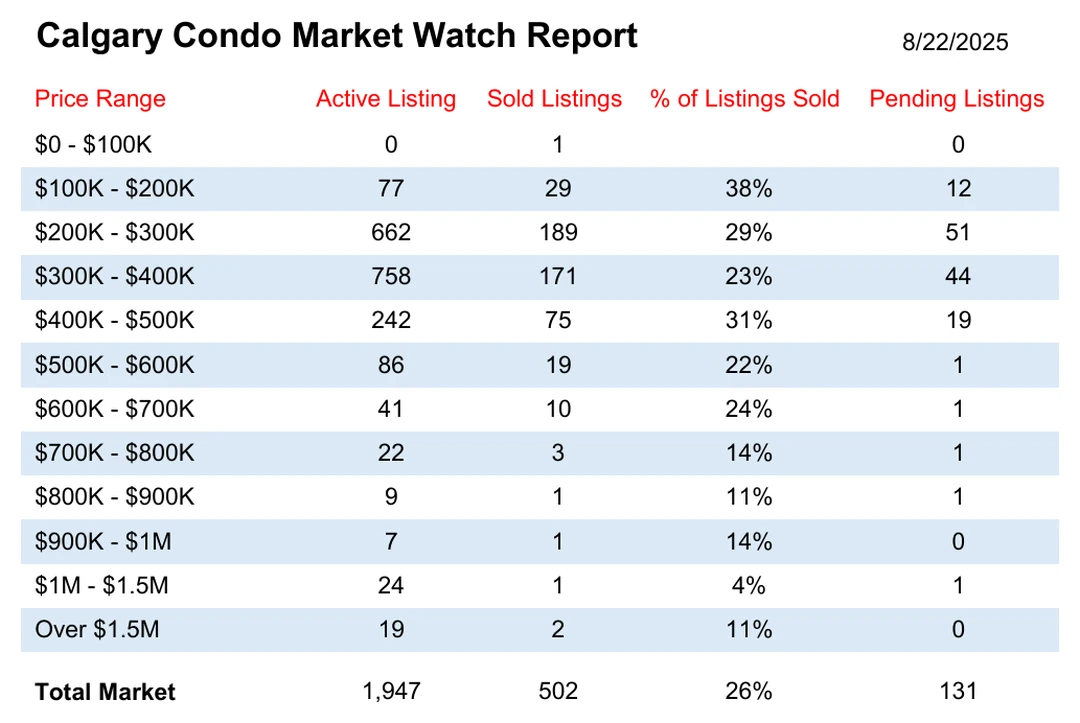 Calgary Condo Market Watch Report 8/22/2025
Price Range Active Listing Sold Listings % of Listings Sold Pending Listings
$0 - $100K 0 1 0
$100K - $200K 77 29 38% 12
$200K - $300K 662 189 29% 51
$300K - $400K 758 171 23% 44
$400K - $500K 242 75 31% 19
$500K - $600K 86 19 22% 1
$600K - $700K 41 10 24% 1
$700K - $800K 22 3 14% 1
$800K - $900K 9 1 11% 1
$900K - $1M 7 1 14% 0
$1M - $1.5M 24 1 4% 1
Over $1.5M 19 2 11% 0
Total Market 1,947 502 26% 131